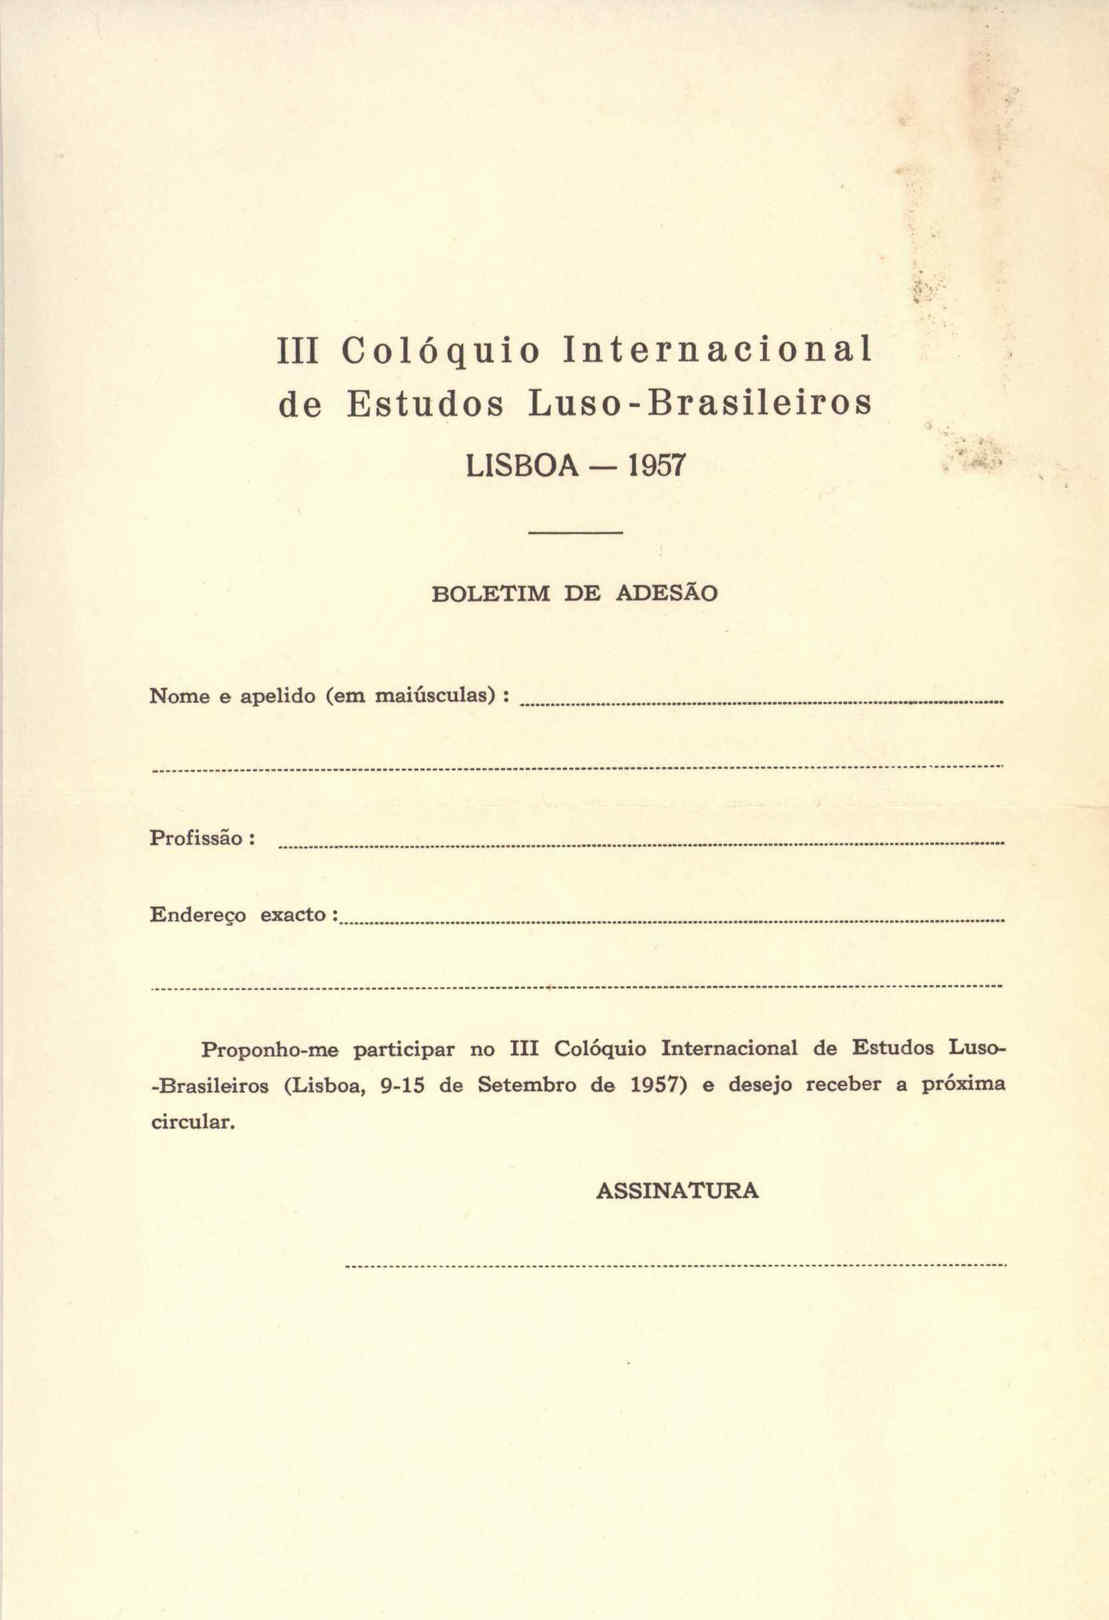 III Colóquio Internacional
de Estudos Luso-Brasileiros
LISBOA — 1957
BOLETIM DE ADESÃO
Nome e apelido (em maiúsculas) :
Profissão :
Endereço exacto :
Proponho-me participar no III Colóquio Internacional de Estudos Luso-
-Brasileiros (Lisboa, 9-15 de Setembro de 1957) e desejo receber a próxima
circular.
ASSINATURA